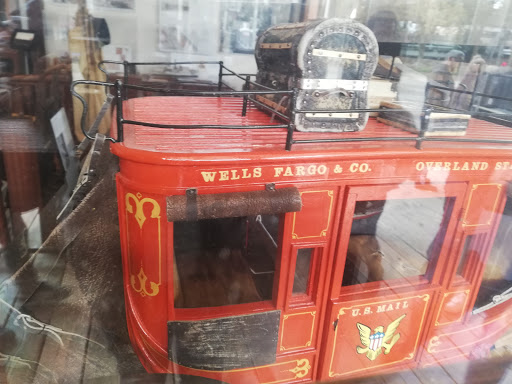 WELLS FARGO & CO. OVERLAND
U.S. MAIL